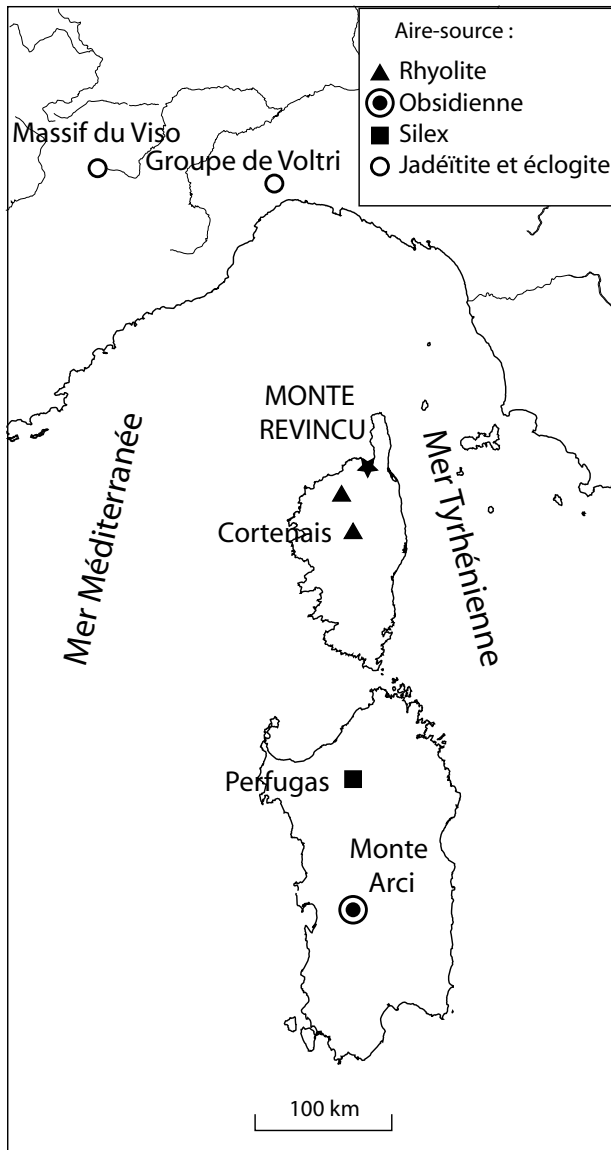 Aire-source :
Rhyolite
Obsidienne
Silex
Jadéïtite et éclogite
Massif du Viso
Groupe de Voltri
MONTE
REVINCU
Mer Méditerranée
Mer Tyrhénienne
Cortenais
Perfugas
Monte
Arci
100 km